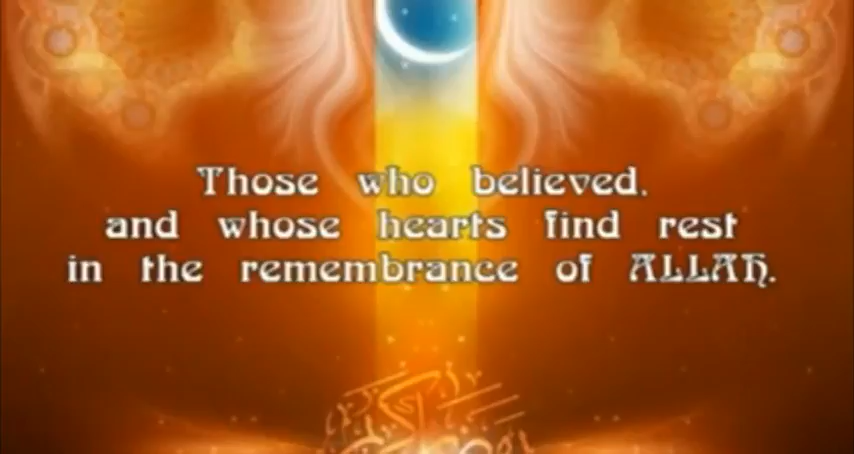 Those who believed,
and whose hearts find rest
in the remembrance of ALLAH.